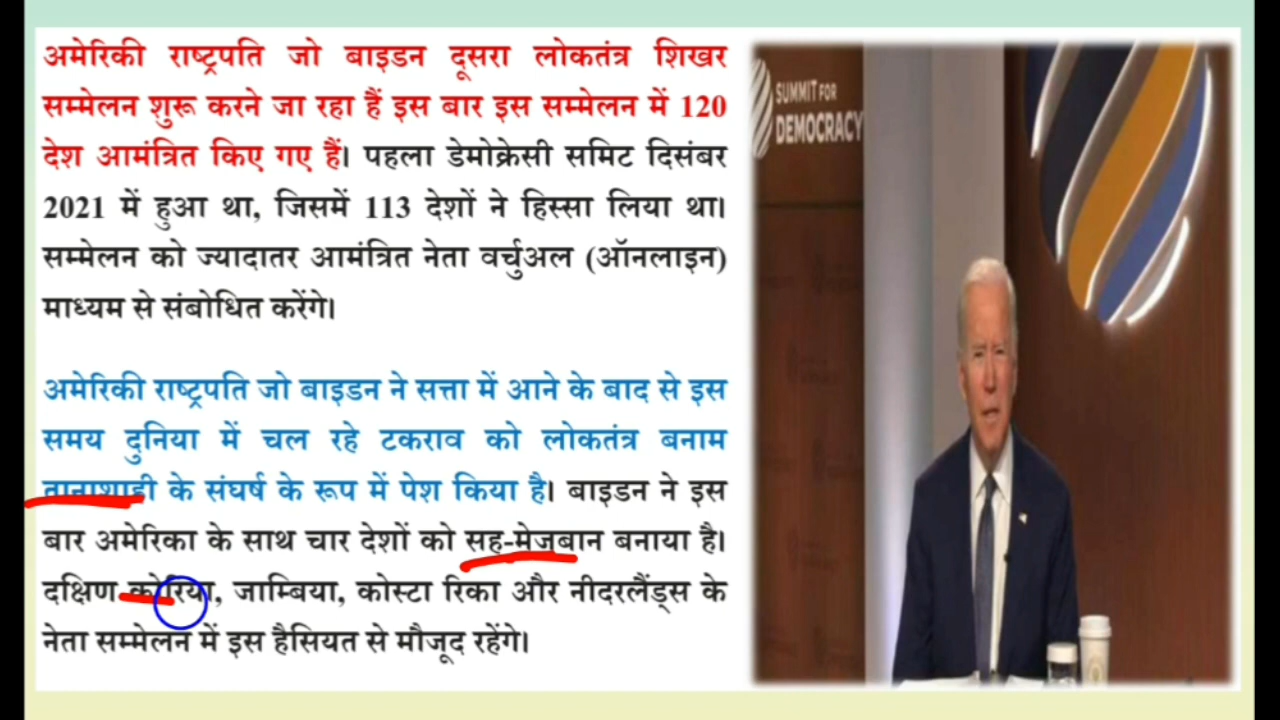 अमेरिकी राष्ट्रपति जो बाइडन दूसरा लोकतंत्र शिखर
सम्मेलन शुरू करने जा रहा हैं इस बार इस सम्मेलन में 120
देश आमंत्रित किए गए हैं। पहला डेमोक्रेसी समिट दिसंबर
2021 में हुआ था, जिसमें 113 देशों ने हिस्सा लिया था।
सम्मेलन को ज्यादातर आमंत्रित नेता वर्चुअल (ऑनलाइन)
माध्यम से संबोधित करेंगे।
अमेरिकी राष्ट्रपति जो बाइडन ने सत्ता में आने के बाद से इस
समय दुनिया में चल रहे टकराव को लोकतंत्र बनाम
तानाशाही के संघर्ष के रूप में पेश किया है। बाइडन ने इस
बार अमेरिका के साथ चार देशों को सह-मेजबान बनाया है।
दक्षिण कोरिया, जाम्बिया, कोस्टा रिका और नीदरलैंड्स के
नेता सम्मेलन में इस हैसियत से मौजूद रहेंगे।
SUMMIT FOR
DEMOCRACY